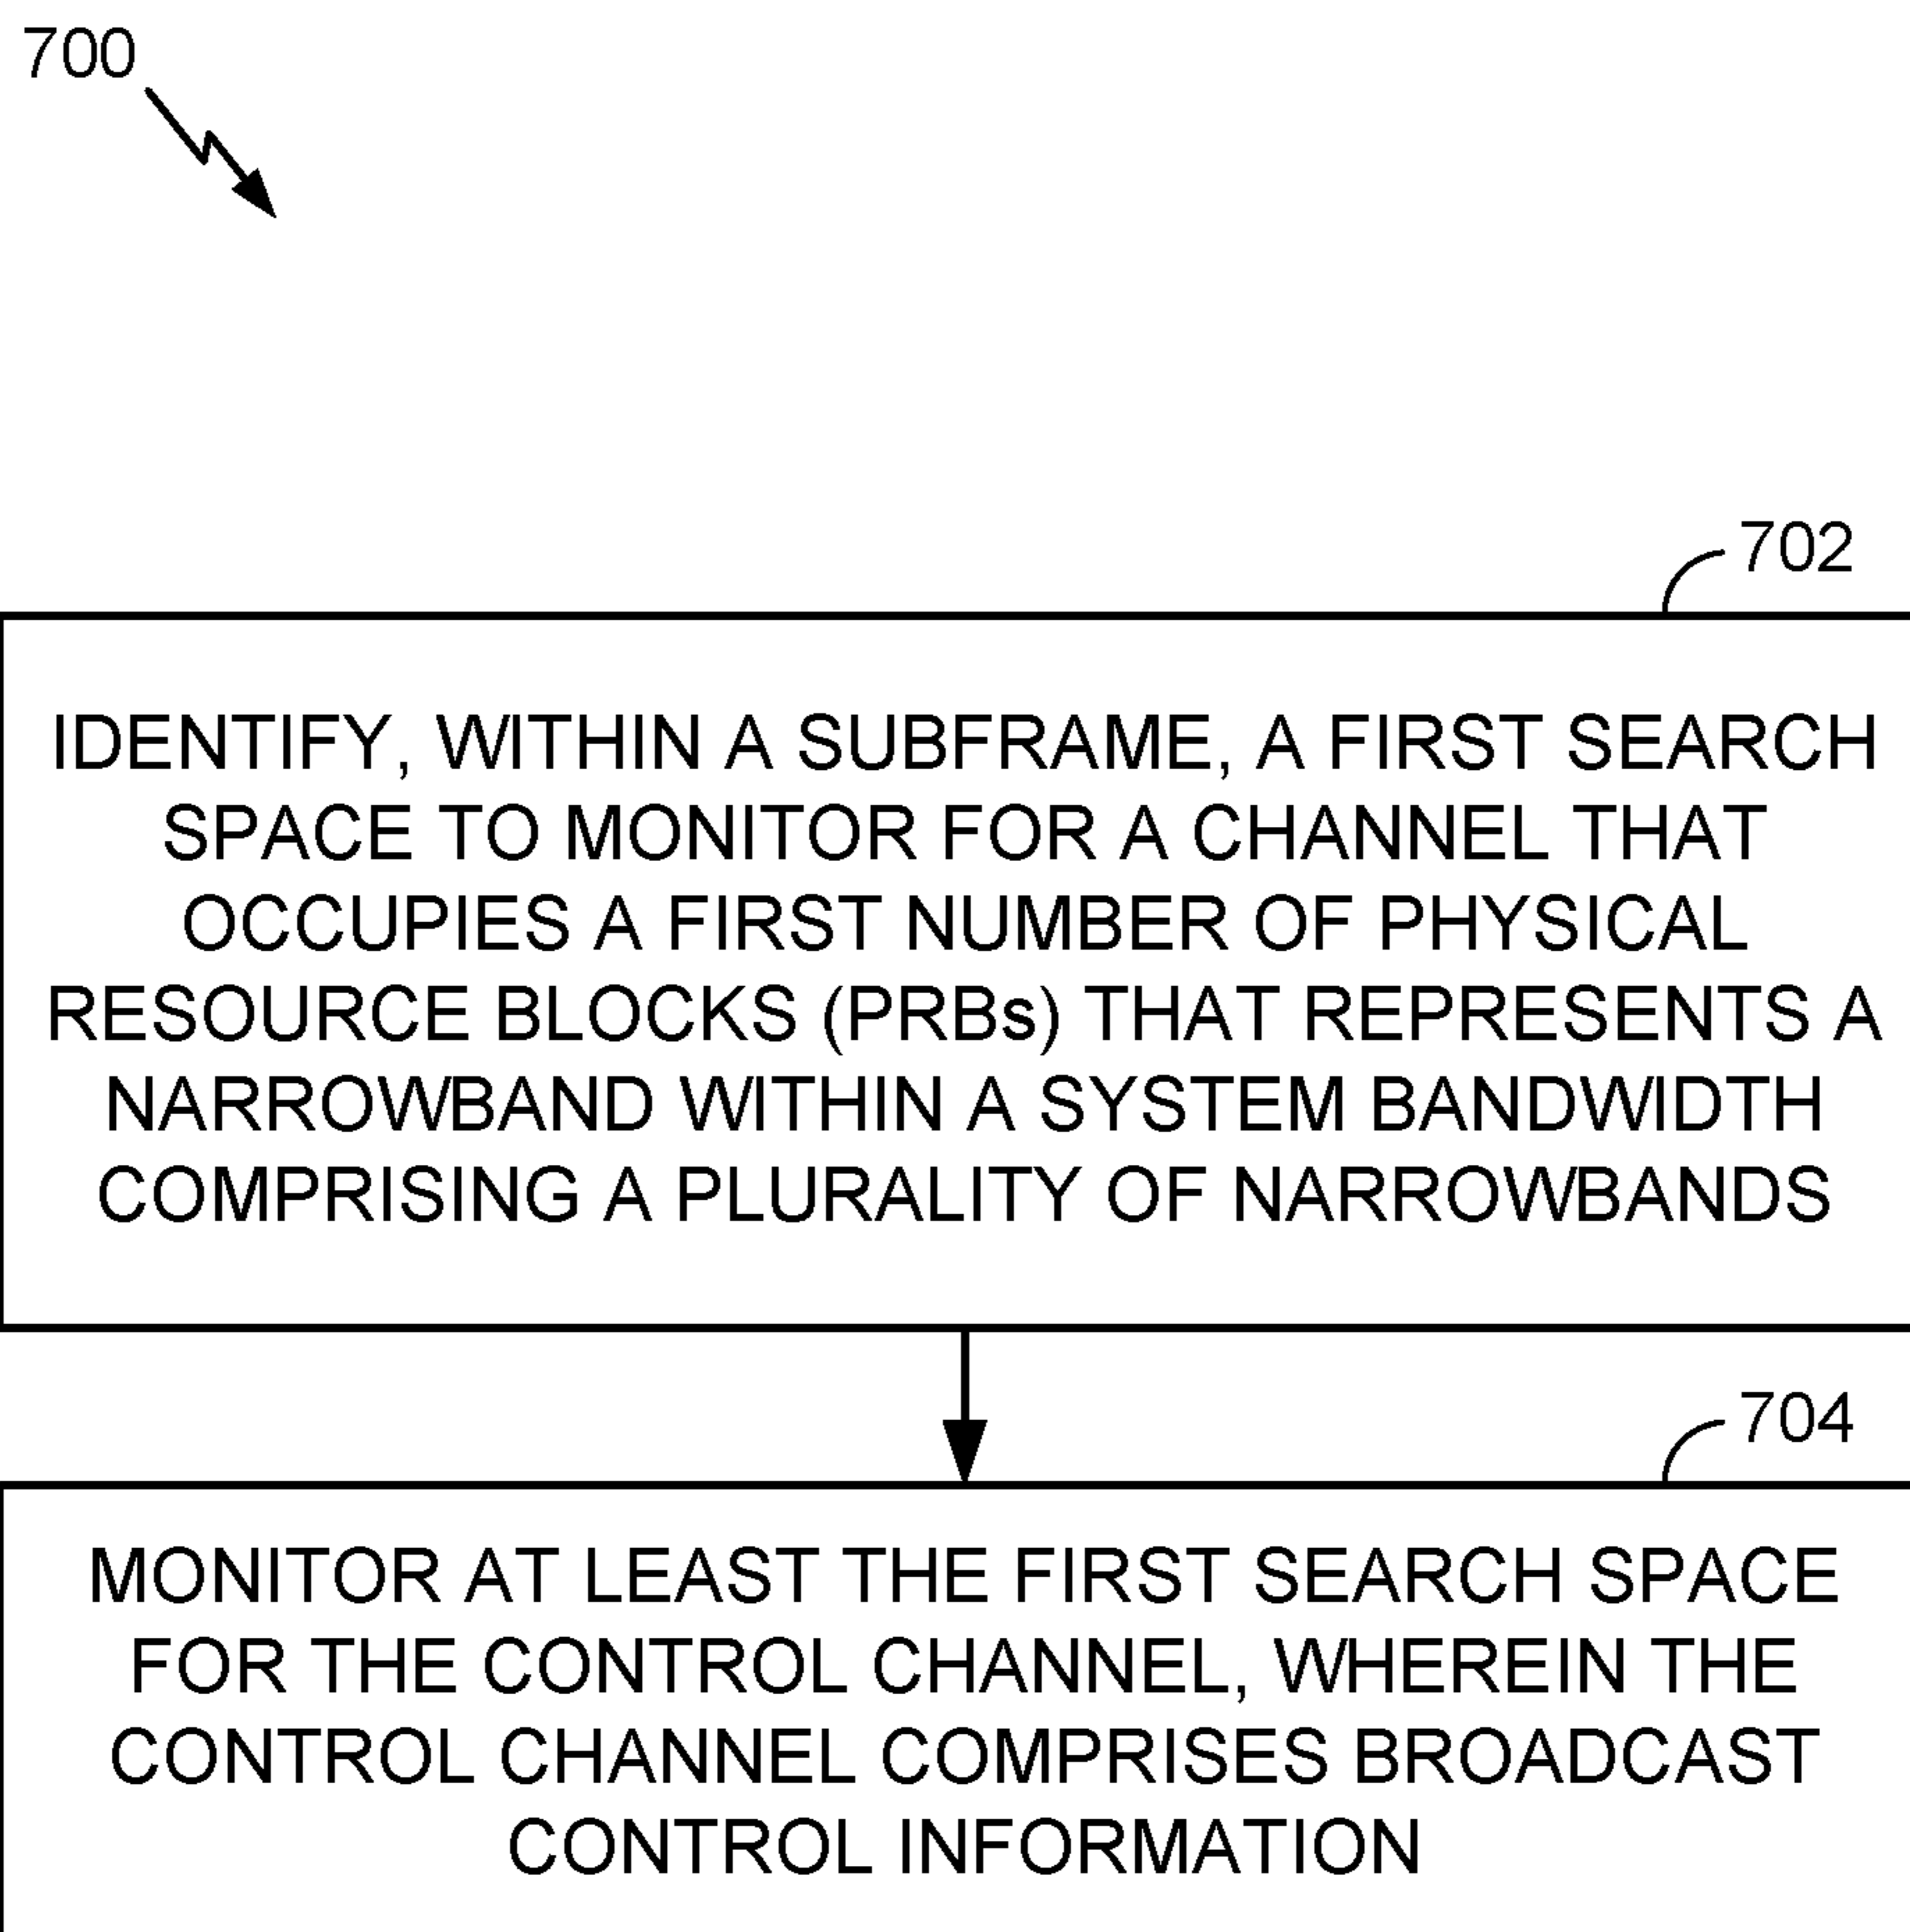 700
702
IDENTIFY, WITHIN A SUBFRAME, A FIRST SEARCH
SPACE TO MONITOR FOR A CHANNEL THAT
OCCUPIES A FIRST NUMBER OF PHYSICAL
RESOURCE BLOCKS (PRBs) THAT REPRESENTS A
NARROWBAND WITHIN A SYSTEM BANDWIDTH
COMPRISING A PLURALITY OF NARROWBANDS
704
MONITOR AT LEAST THE FIRST SEARCH SPACE
FOR THE CONTROL CHANNEL, WHEREIN THE
CONTROL CHANNEL COMPRISES BROADCAST
CONTROL INFORMATION